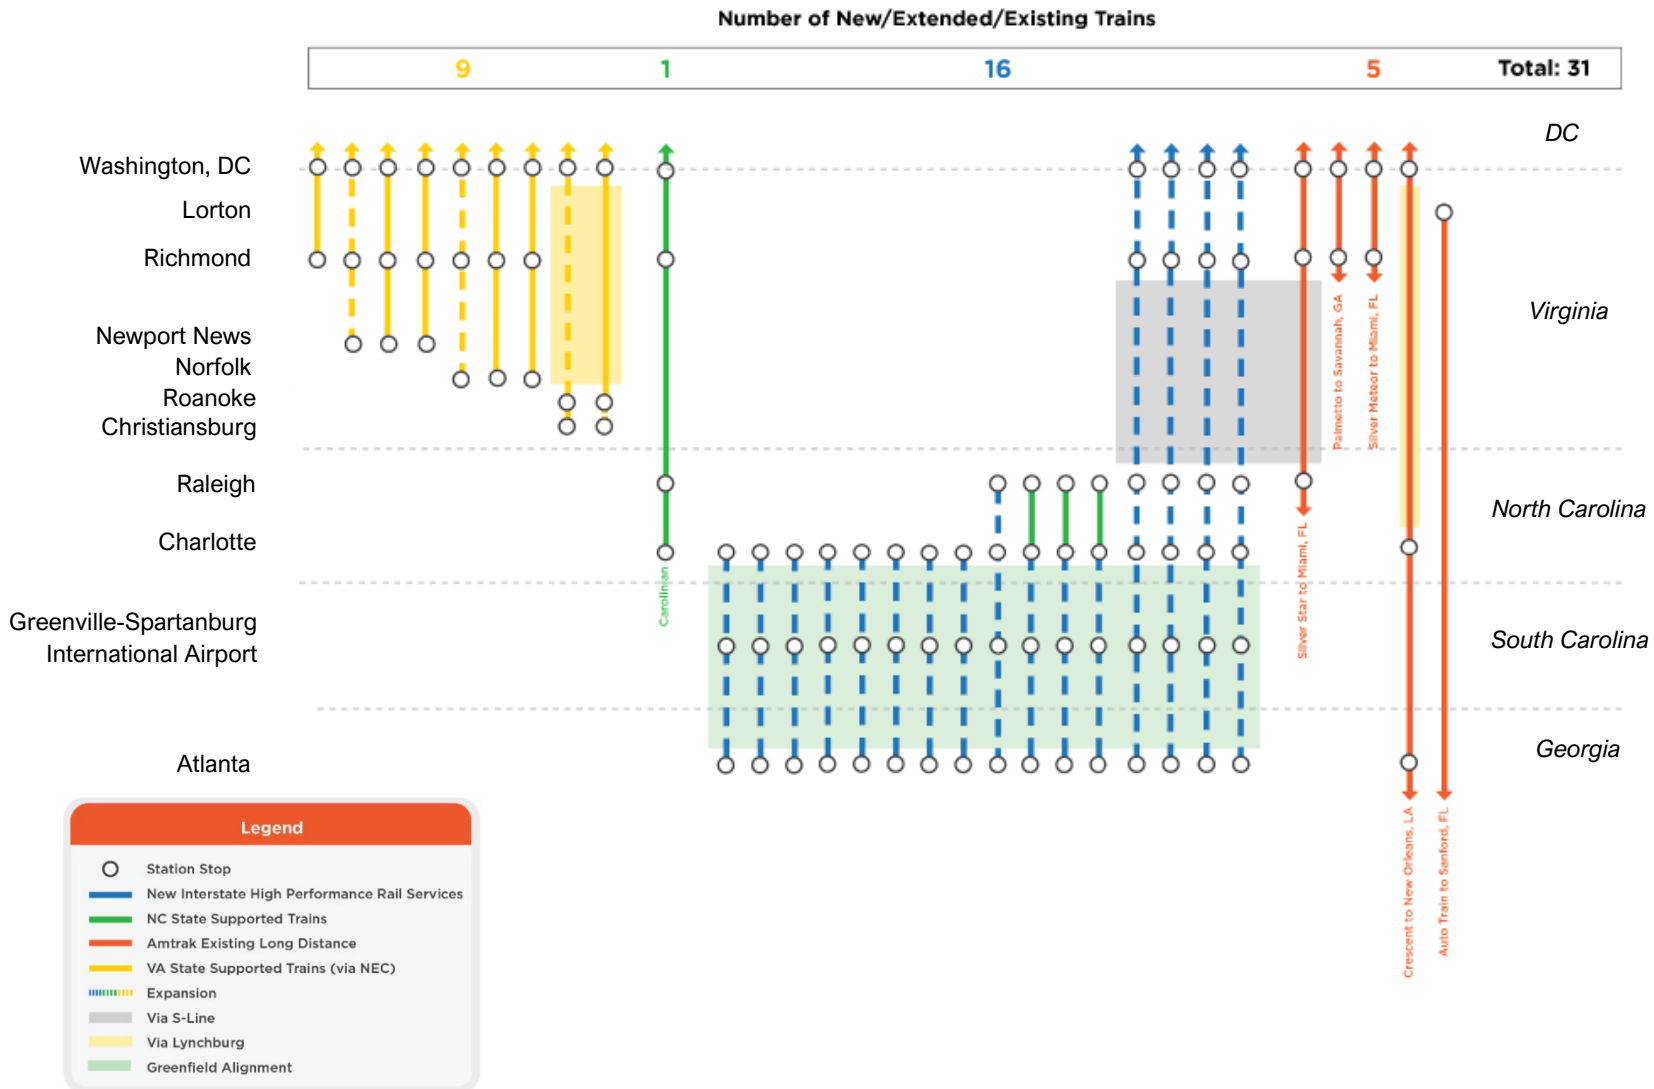 Number of New/Extended/Existing Trains
9 1 16 5 Total: 31
DC
Washington, DC
Lorton
Richmond
Virginia
Newport News
Norfolk
Roanoke
Christiansburg
Palmetto to Savannah, GA
Silver Meteor to Miami, FL
Raleigh
North Carolina
Charlotte
Carolinian
Silver Star to Miami, FL
Greenville-Spartanburg
International Airport
South Carolina
Georgia
Atlanta
Crescent to New Orleans, LA
Auto Train to Sanford, FL
Legend
Station Stop
New Interstate High Performance Rail Services
NC State Supported Trains
Amtrak Existing Long Distance
VA State Supported Trains (via NEC)
Expansion
Via S-Line
Via Lynchburg
Greenfield Alignment